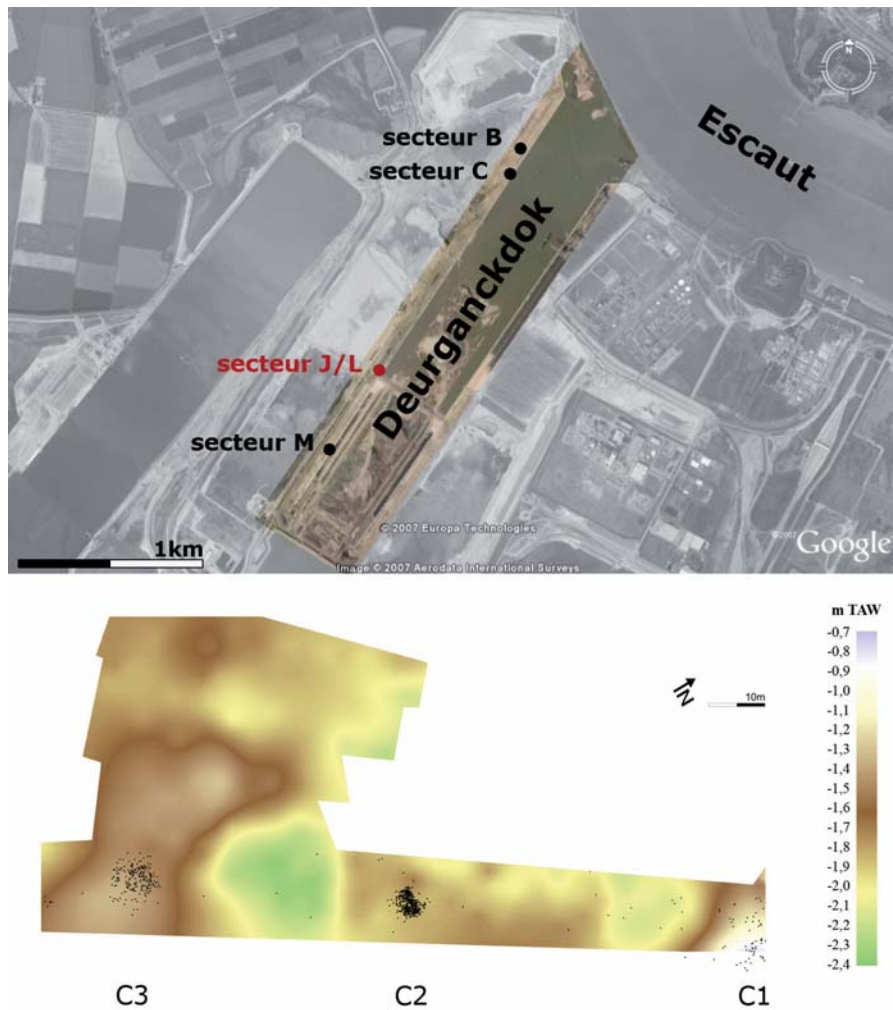 N
Escaut
secteur B
secteur C
Deurganckdok
secteur J/L
secteur M
© 2007 Europa Technologies
©2007 Google
1km
Image © 2007 Aerodata International Surveys
m TAW
-0,7
-0,8
-0,9
-1,0
-1,1
-1,2
-1,3
-1,4
-1,5
-1,6
-1,7
-1,8
-1,9
-2,0
-2,1
-2,2
-2,3
-2,4
N
10m
C3 C2 C1